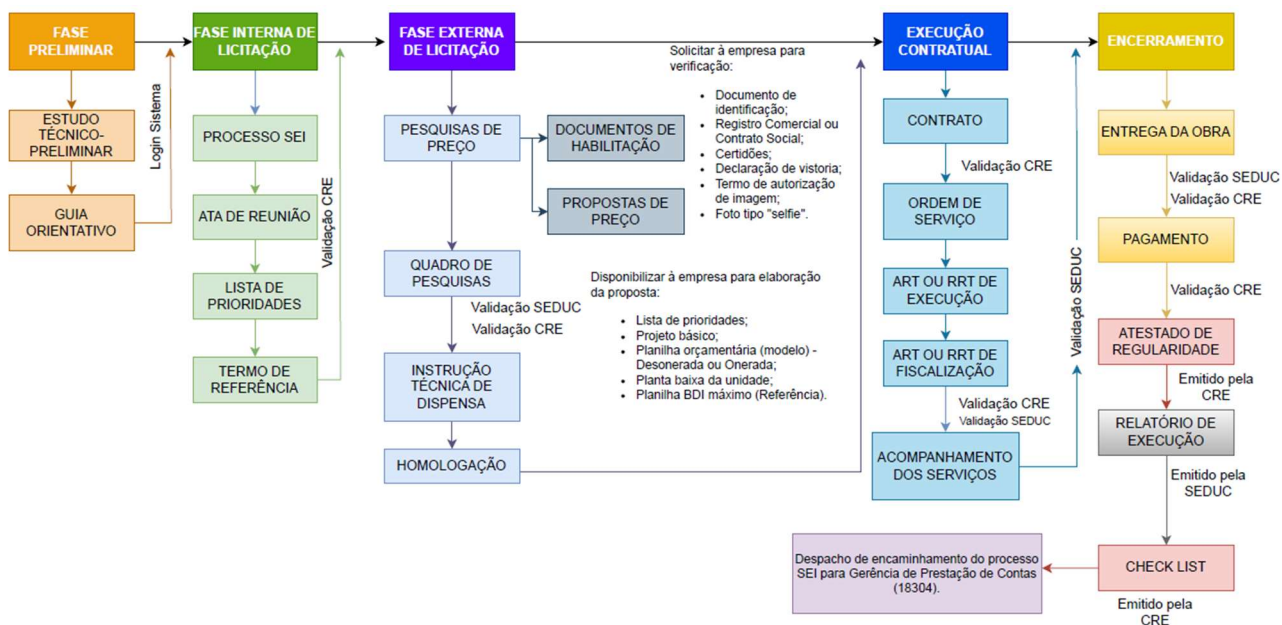 FASE
PRELIMINAR
ESTUDO
TÉCNICO-
PRELIMINAR
GUIA
ORIENTATIVO
Login Sistema
FASE INTERNA DE
LICITAÇÃO
PROCESSO SEI
ATA DE REUNIÃO
LISTA DE
PRIORIDADES
TERMO DE
REFERÊNCIA
Validação CRE
FASE EXTERNA
DE LICITAÇÃO
PESQUISAS DE
PREÇO
DOCUMENTOS DE
HABILITAÇÃO
PROPOSTAS DE
PREÇO
QUADRO DE
PESQUISAS
Validação SEDUC
Validação CRE
INSTRUÇÃO
TÉCNICA DE
DISPENSA
HOMOLOGAÇÃO
Solicitar à empresa para
verificação:
• Documento de
identificação;
• Registro Comercial ou
Contrato Social;
• Certidões;
• Declaração de vistoria;
• Termo de autorização
de imagem;
• Foto tipo "selfie".
Disponibilizar à empresa para elaboração
da proposta:
• Lista de prioridades;
• Projeto básico;
• Planilha orçamentária (modelo) -
Desonerada ou Onerada;
• Planta baixa da unidade;
• Planilha BDI máximo (Referência).
EXECUÇÃO
CONTRATUAL
CONTRATO
Validação CRE
ORDEM DE
SERVIÇO
ART OU RRT DE
EXECUÇÃO
ART OU RRT DE
FISCALIZAÇÃO
Validação CRE
Validação SEDUC
ACOMPANHAMENTO
DOS SERVIÇOS
Validação SEDUC
ENCERRAMENTO
ENTREGA DA OBRA
Validação SEDUC
Validação CRE
PAGAMENTO
Validação CRE
ATESTADO DE
REGULARIDADE
Emitido pela
CRE
RELATÓRIO DE
EXECUÇÃO
Emitido pela
SEDUC
CHECK LIST
Emitido pela
CRE
Despacho de encaminhamento do processo
SEI para Gerência de Prestação de Contas
(18304).